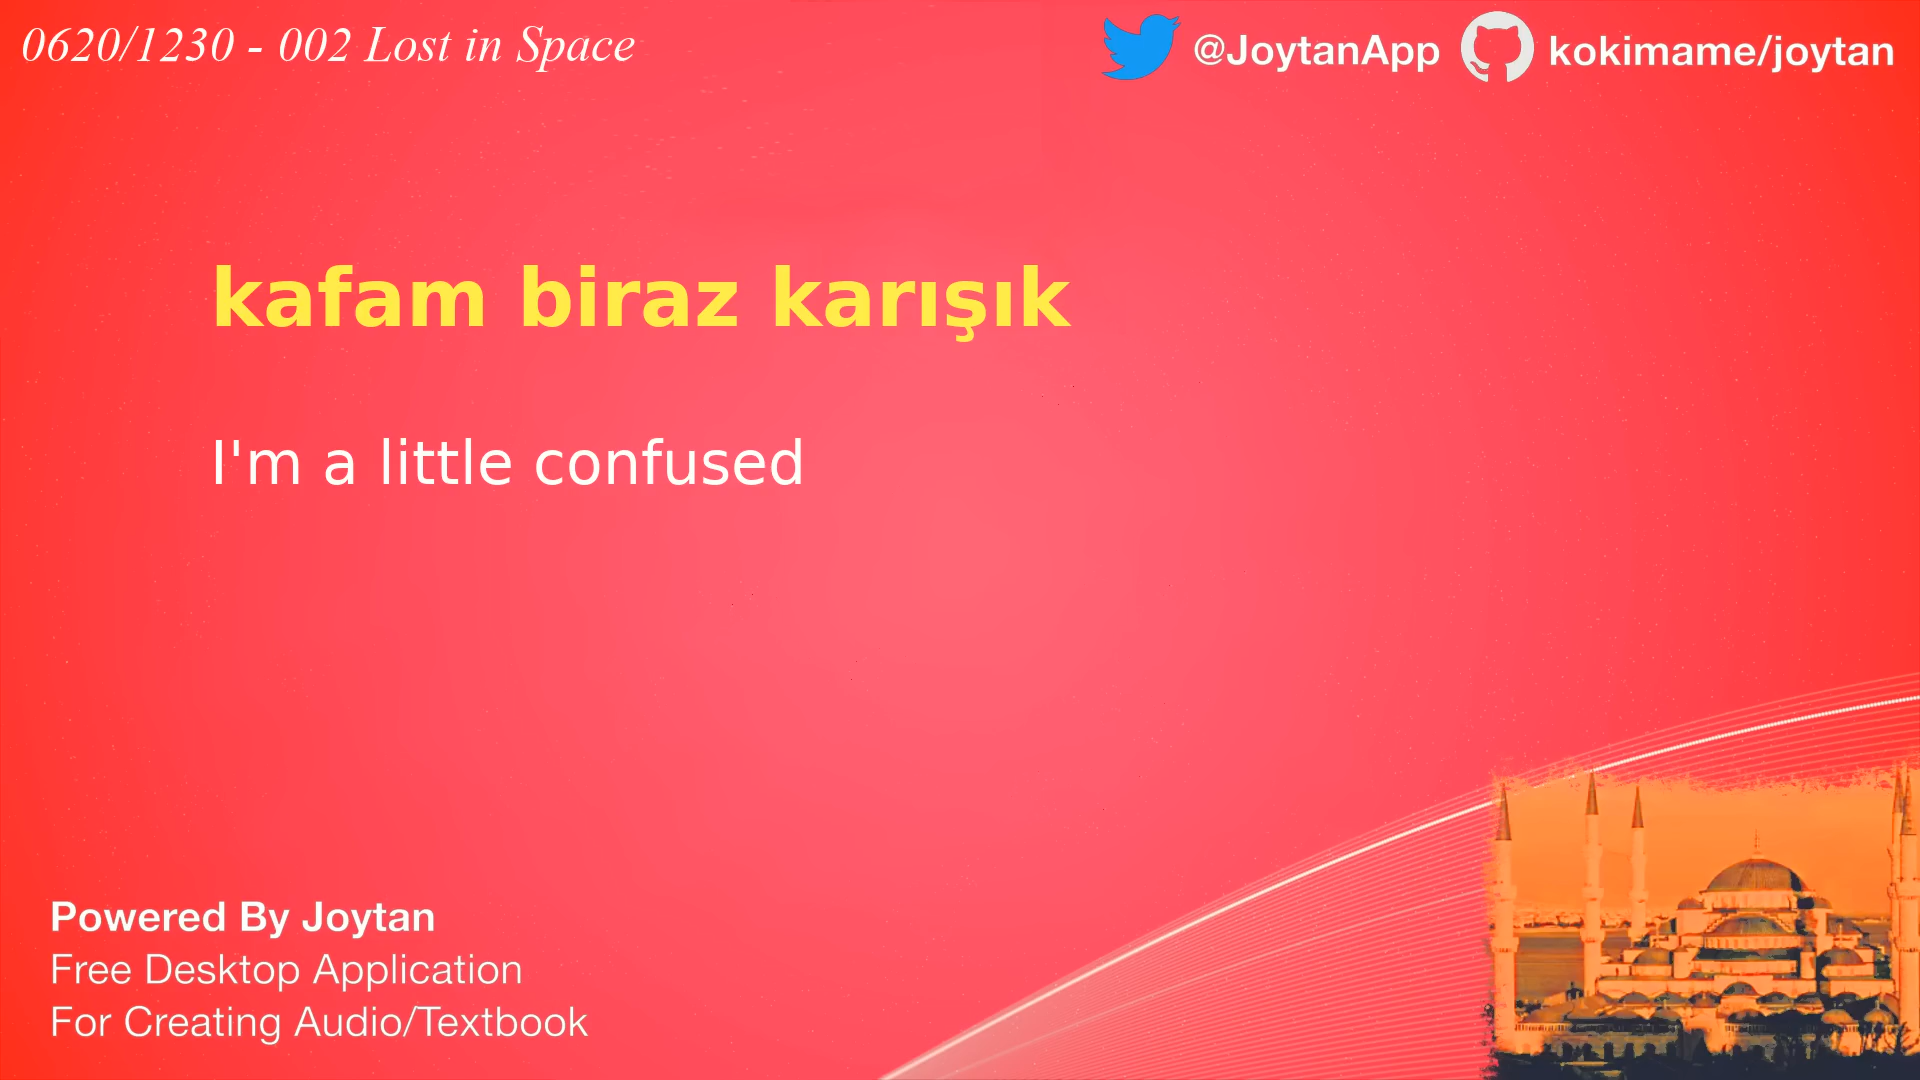 0620/1230 - 002 Lost in Space
@JoytanApp
kokimame/joytan
kafam biraz karışık
I'm a little confused
Powered By Joytan
Free Desktop Application
For Creating Audio/Textbook